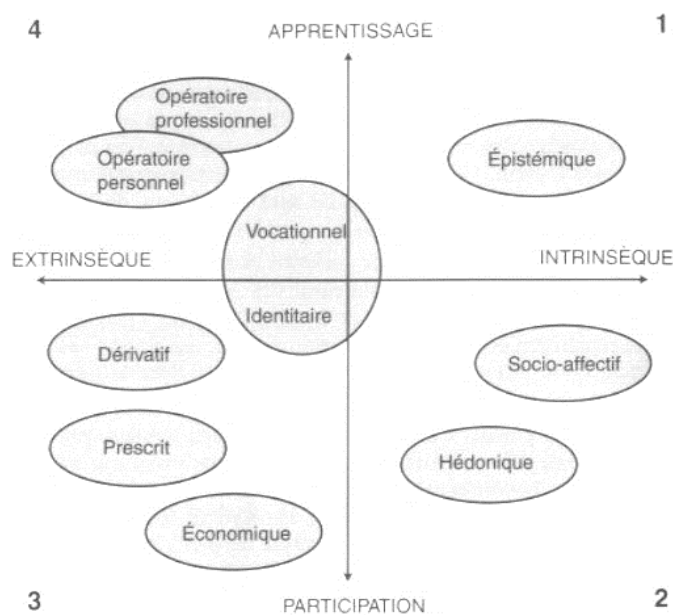 4
1
APPRENTISSAGE
Opératoire
professionnel
Opératoire
personnel
Épistémique
Vocationnel
EXTRINSÈQUE
INTRINSÈQUE
Identitaire
Dérivatif
Socio-affectif
Prescrit
Hédonique
Économique
3
PARTICIPATION
2